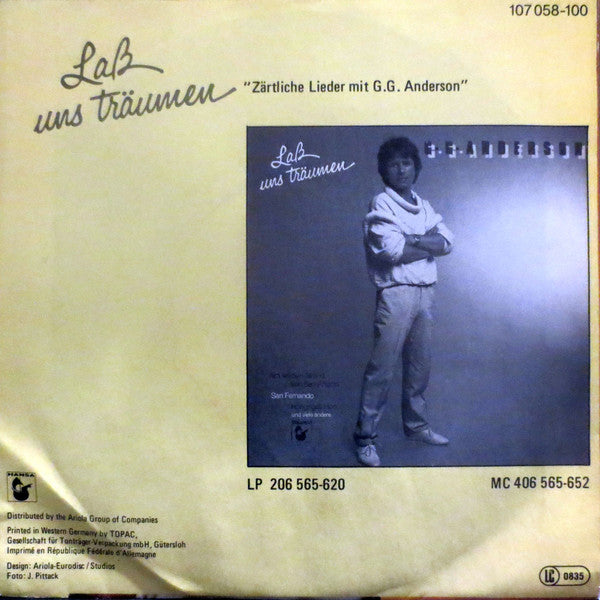 107 058-100
Laß
uns träumen
"Zärtliche Lieder mit G.G. Anderson"
G.G. ANDERSON
Laß
uns träumen
San Fernando
und viele andere
LP 206 565-620
MC 406 565-652
HANSA
Distributed by the Ariola Group of Companies
Printed in Western Germany by TOPAC,
Gesellschaft für Tonträger-Verpackung mbH, Gütersloh
Imprimé en République Fédérale d'Allemagne
Design: Ariola-Eurodisc / Studios
Foto: J. Pittack
LC 0835